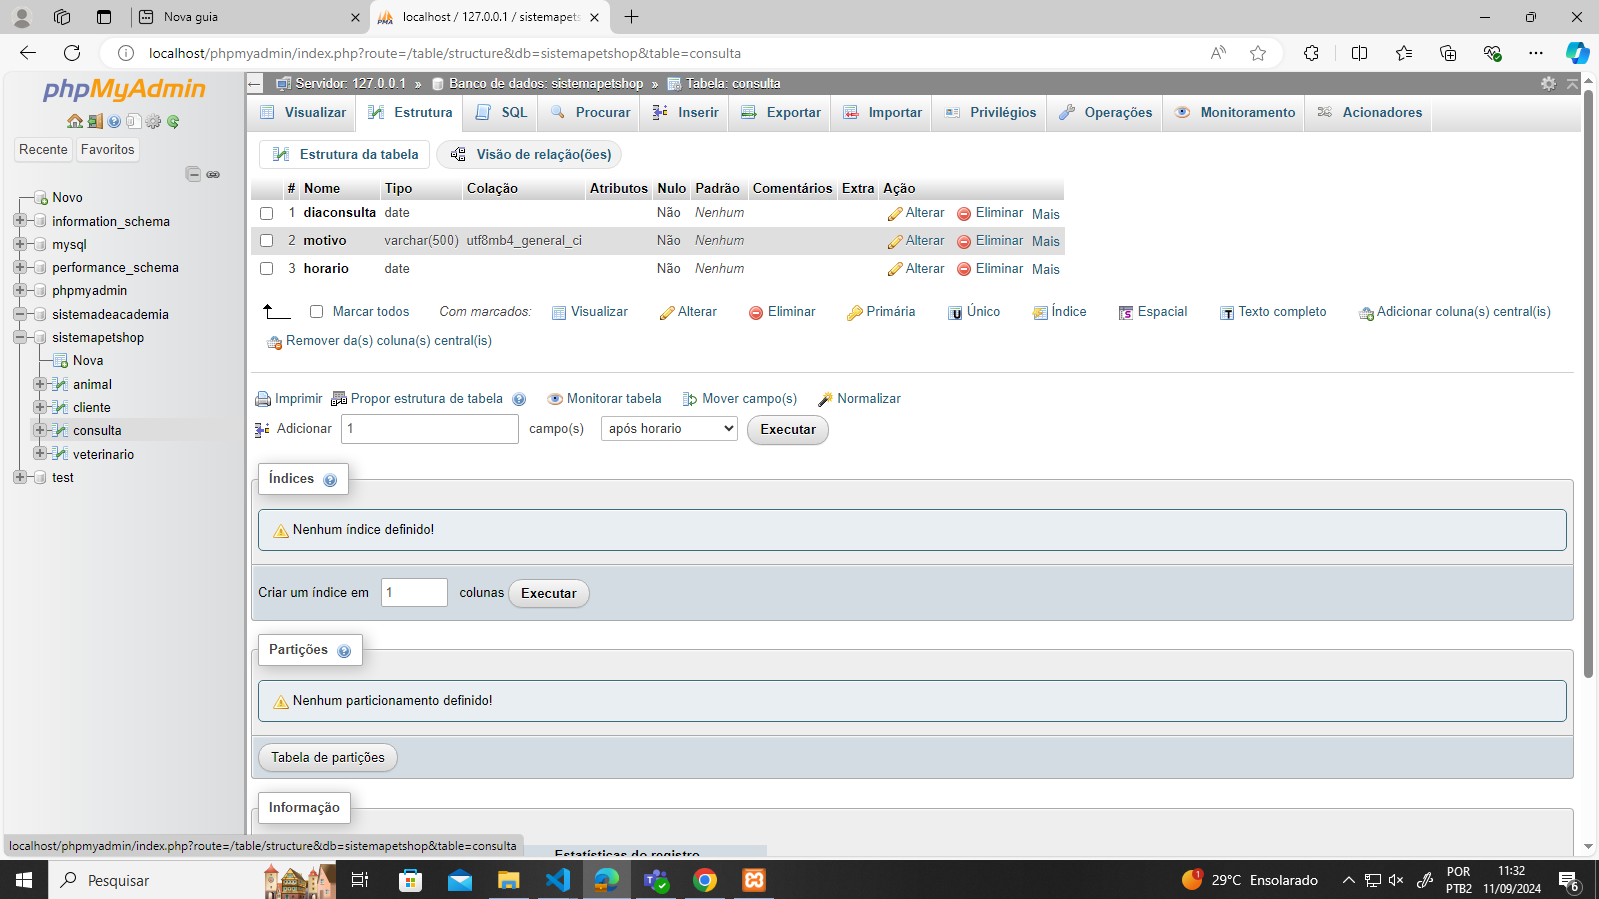 Nova guia
localhost / 127.0.0.1 / sistemapets
localhost/phpmyadmin/index.php?route=/table/structure&db=sistemapetshop&table=consulta
phpMyAdmin
Recente Favoritos
Novo
information_schema
mysql
performance_schema
phpmyadmin
sistemadeacademia
sistemapetshop
Nova
animal
cliente
consulta
veterinario
test
Servidor: 127.0.0.1 » Banco de dados: sistemapetshop » Tabela: consulta
Visualizar Estrutura SQL Procurar Inserir Exportar Importar Privilégios Operações Monitoramento Acionadores
Estrutura da tabela Visão de relação(ões)
# Nome Tipo Colação Atributos Nulo Padrão Comentários Extra Ação
1 diaconsulta date Não Nenhum Alterar Eliminar Mais
2 motivo varchar(500) utf8mb4_general_ci Não Nenhum Alterar Eliminar Mais
3 horario date Não Nenhum Alterar Eliminar Mais
Marcar todos Com marcados: Visualizar Alterar Eliminar Primária Único Índice Espacial Texto completo Adicionar coluna(s) central(is)
Remover da(s) coluna(s) central(is)
Imprimir Propor estrutura de tabela Monitorar tabela Mover campo(s) Normalizar
Adicionar 1 campo(s) após horario Executar
Índices
Nenhum índice definido!
Criar um índice em 1 colunas Executar
Partições
Nenhum particionamento definido!
Tabela de partições
Informação
Estatísticas do registro
localhost/phpmyadmin/index.php?route=/table/structure&db=sistemapetshop&table=consulta
Pesquisar
1
29°C Ensolarado
POR
PTB2
11:32
11/09/2024
6